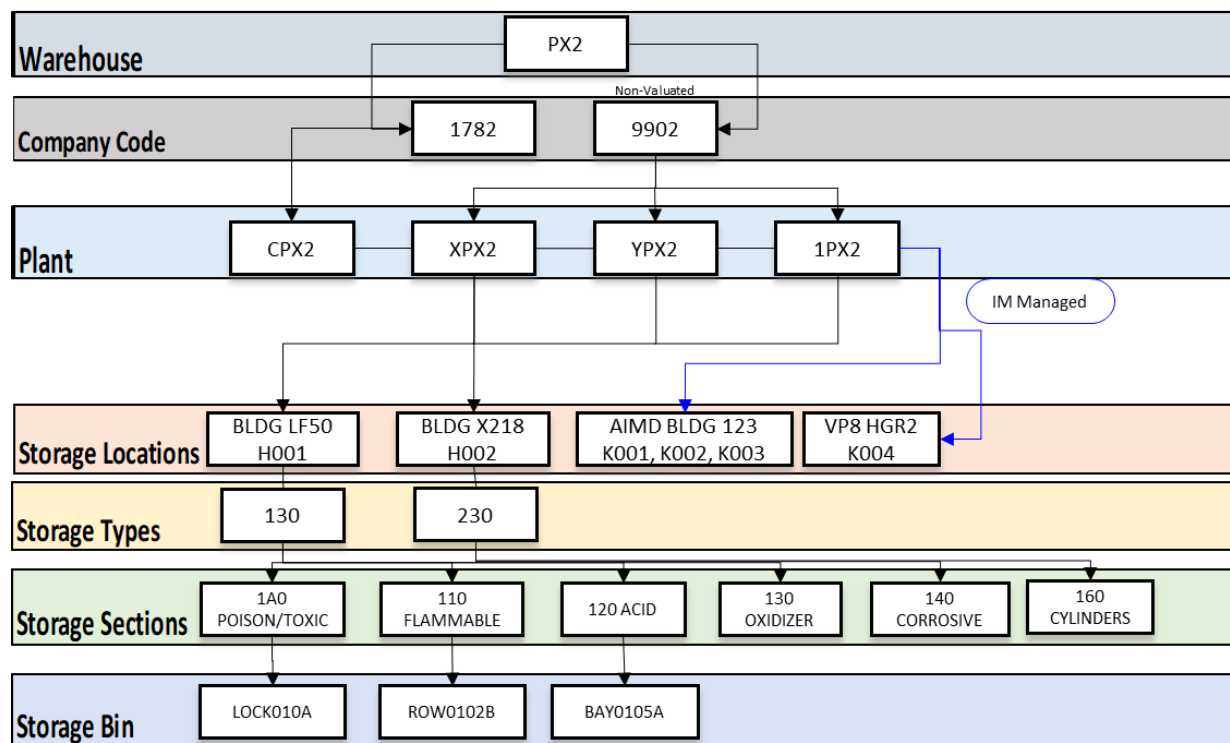 Warehouse
PX2
Non-Valuated
Company Code
1782
9902
Plant
CPX2
XPX2
YPX2
1PX2
IM Managed
Storage Locations
BLDG LF50
H001
BLDG X218
H002
AIMD BLDG 123
K001, K002, K003
VP8 HGR2
K004
Storage Types
130
230
Storage Sections
1A0
POISON/TOXIC
110
FLAMMABLE
120 ACID
130
OXIDIZER
140
CORROSIVE
160
CYLINDERS
Storage Bin
LOCK010A
ROW0102B
BAY0105A